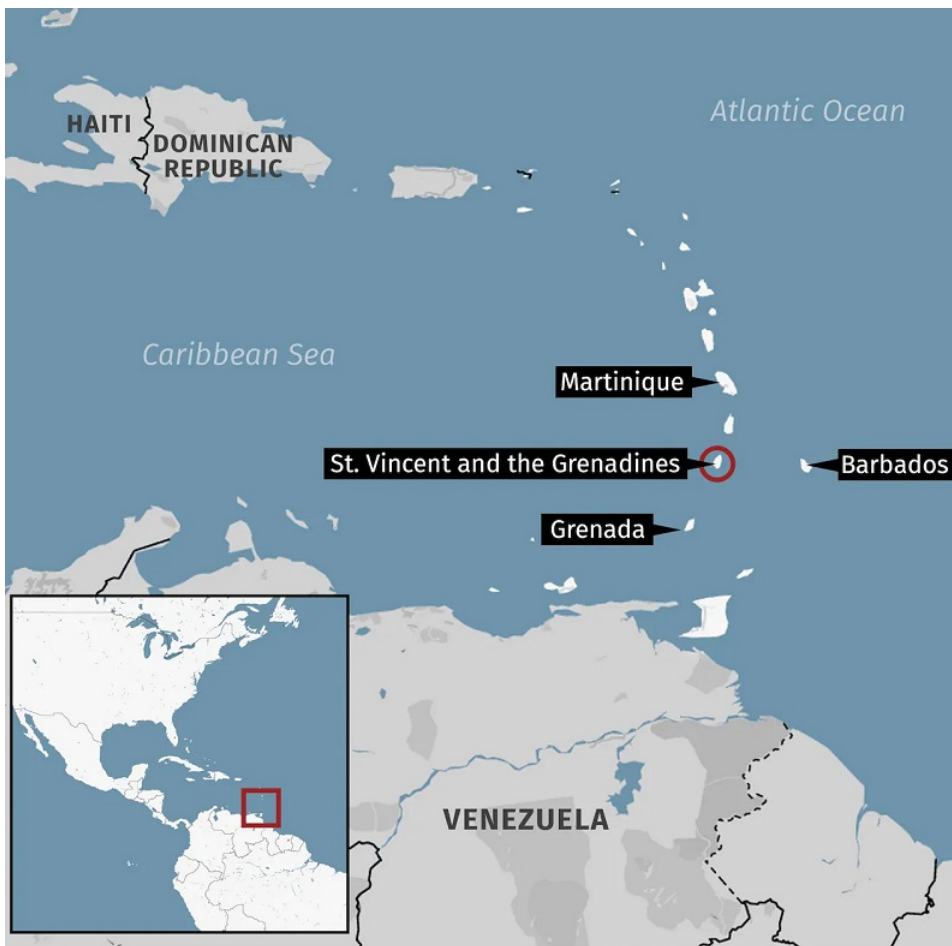 Atlantic Ocean
HAITI
DOMINICAN
REPUBLIC
Caribbean Sea
Martinique
St. Vincent and the Grenadines
Barbados
Grenada
VENEZUELA